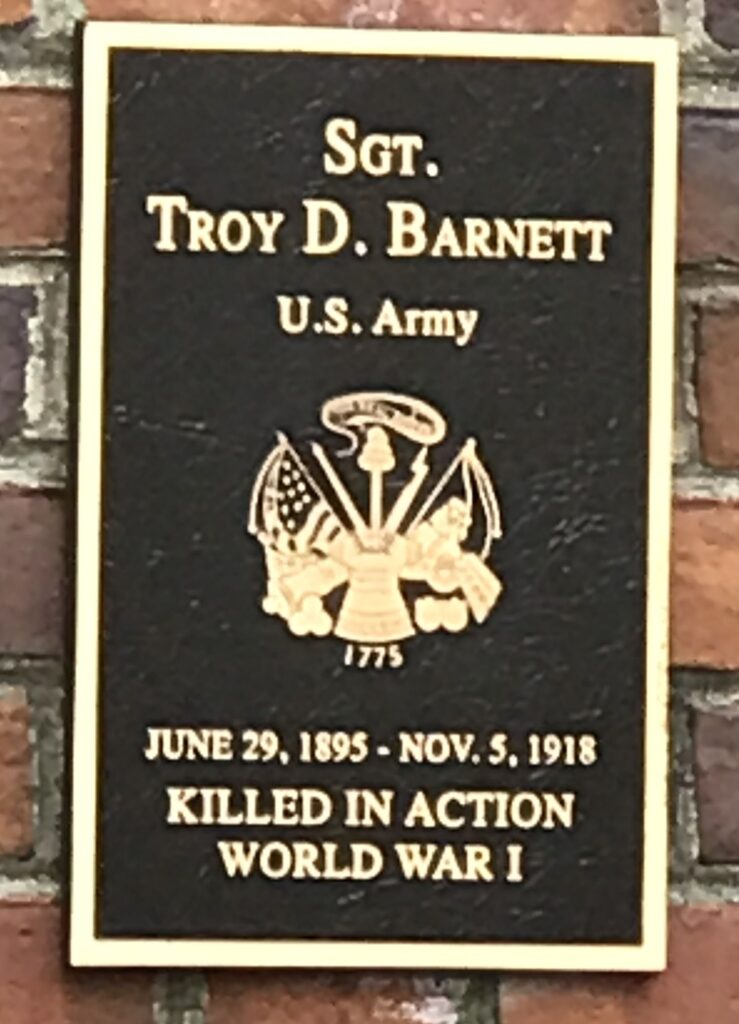 SGT.
TROY D. BARNETT
U.S. Army
1775
JUNE 29, 1895 - NOV. 5, 1918
KILLED IN ACTION
WORLD WAR I